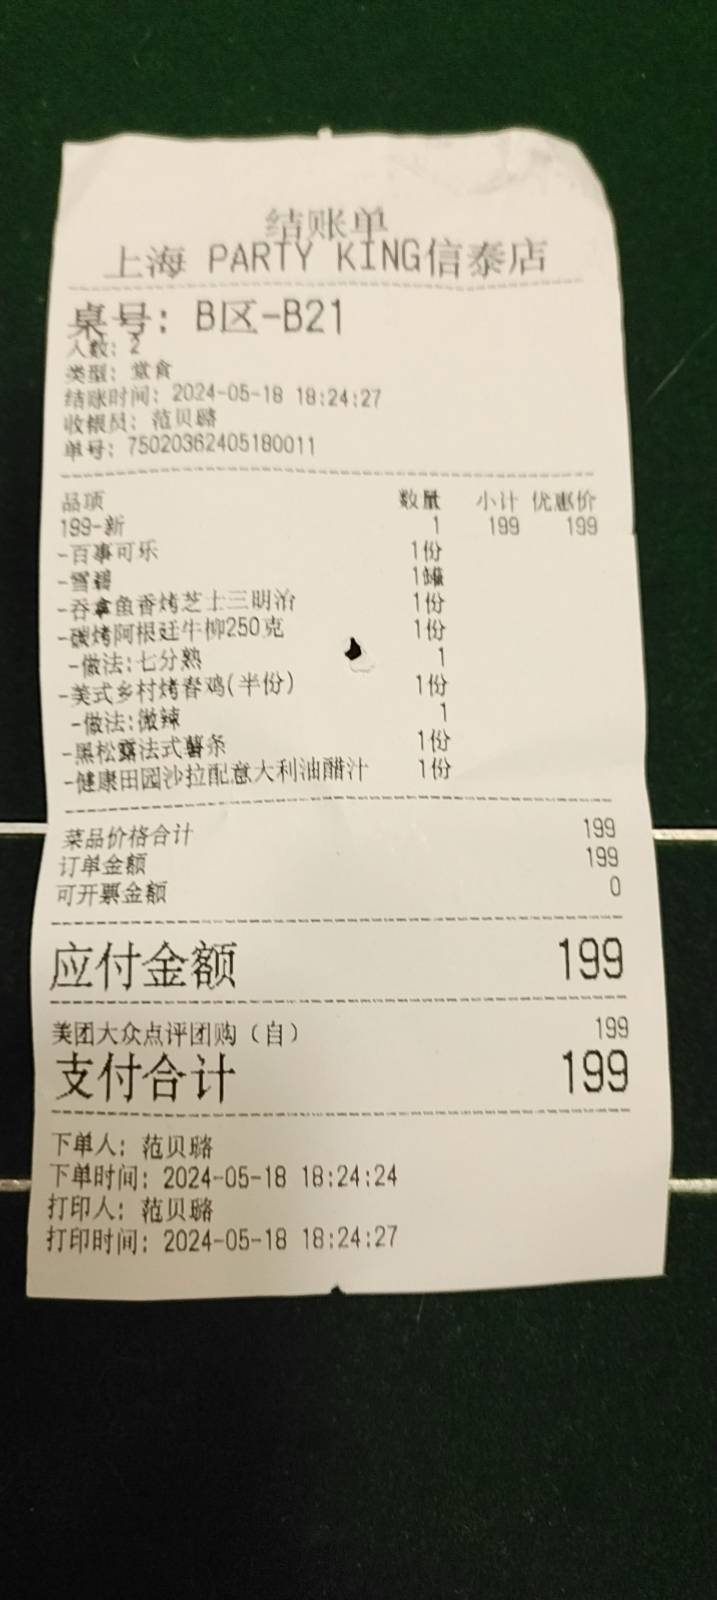 结账单
上海 PARTY KING信泰店
桌号: B区-B21
人数: 2
类型: 堂食
结账时间: 2024-05-18 18:24:27
收银员: 范贝璐
单号: 75020362405180011
品项 数量 小计 优惠价
199-新 1 199 199
-百事可乐 1份
-雪碧 1罐
-吞拿鱼香烤芝士三明治 1份
-碳烤阿根廷牛柳250克 1份
-做法:七分熟 1
-美式乡村烤春鸡(半份) 1份
-做法:微辣 1
-黑松露法式薯条 1份
-健康田园沙拉配意大利油醋汁 1份
菜品价格合计 199
订单金额 199
可开票金额 0
应付金额 199
美团大众点评团购（自） 199
支付合计 199
下单人: 范贝璐
下单时间: 2024-05-18 18:24:24
打印人: 范贝璐
打印时间: 2024-05-18 18:24:27